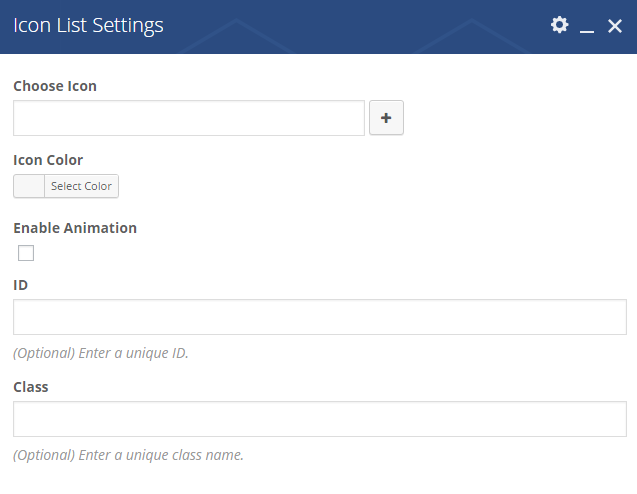 Icon List Settings
Choose Icon
Icon Color
Select Color
Enable Animation
ID
(Optional) Enter a unique ID.
Class
(Optional) Enter a unique class name.